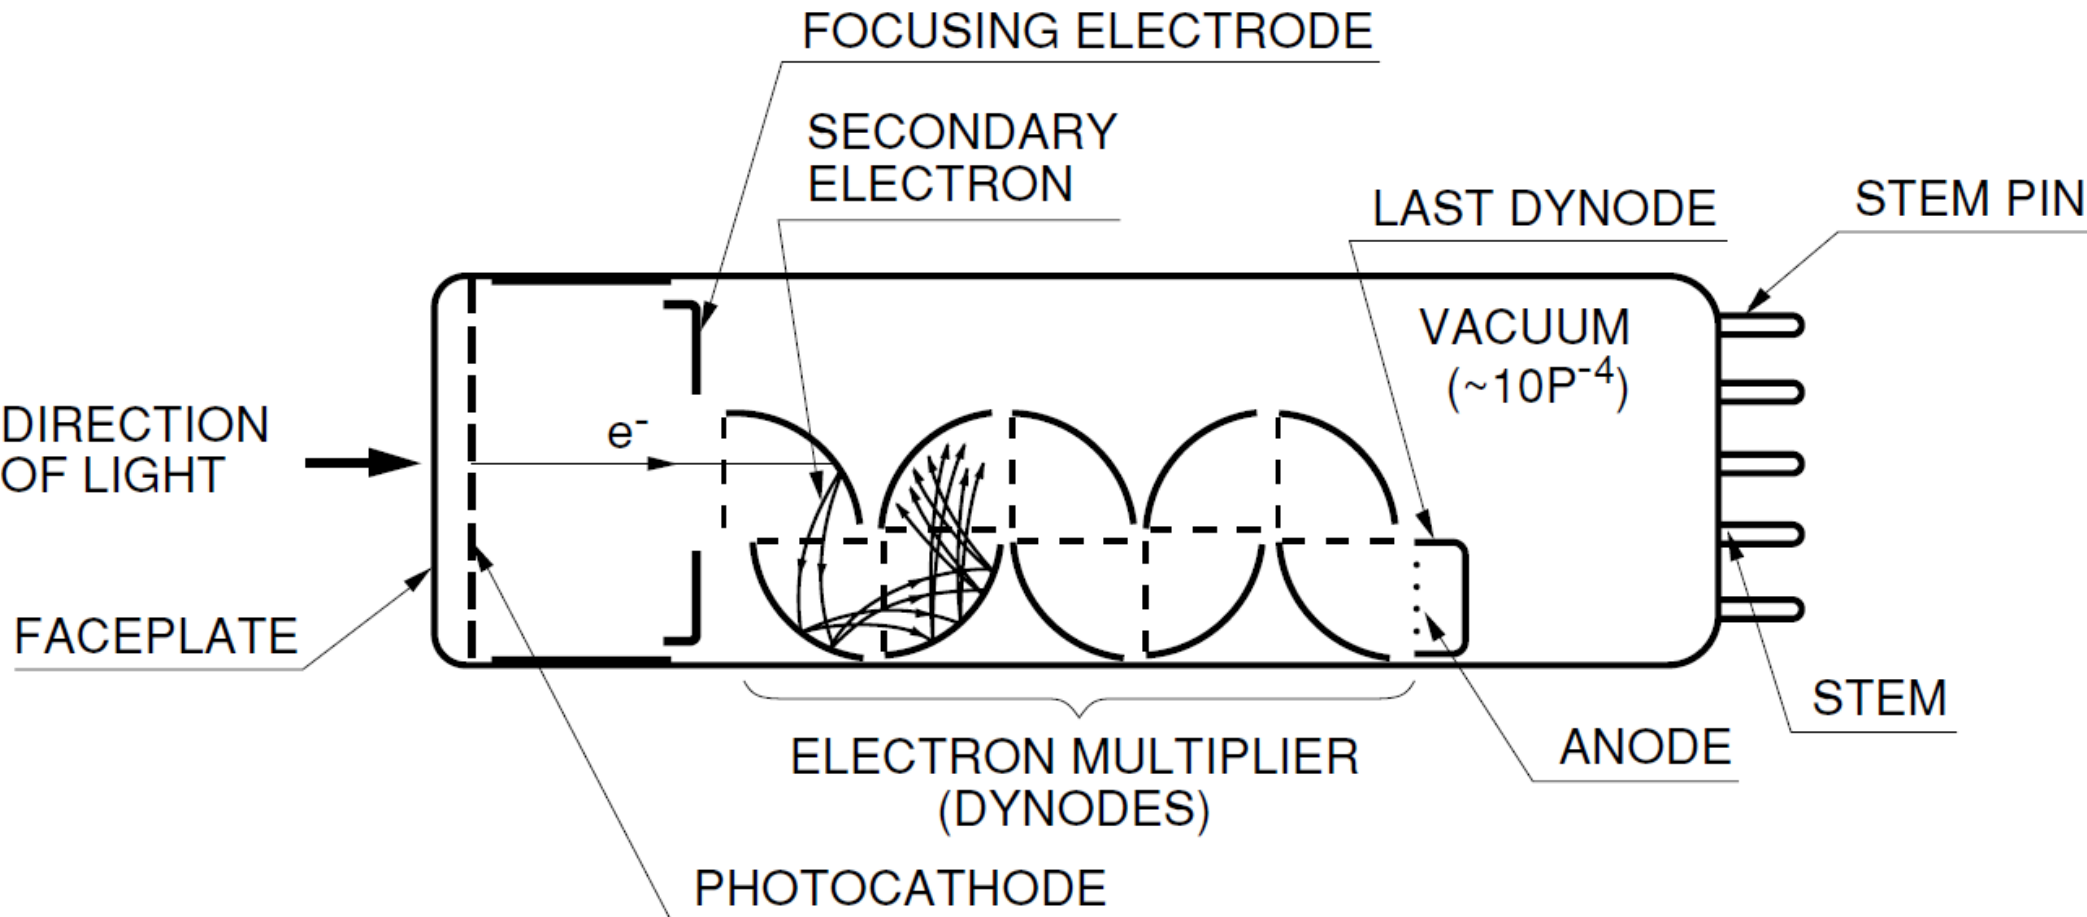 FOCUSING ELECTRODE
SECONDARY
ELECTRON
LAST DYNODE
STEM PIN
VACUUM
(~10P⁻⁴)
DIRECTION
OF LIGHT
e⁻
FACEPLATE
STEM
ANODE
ELECTRON MULTIPLIER
(DYNODES)
PHOTOCATHODE